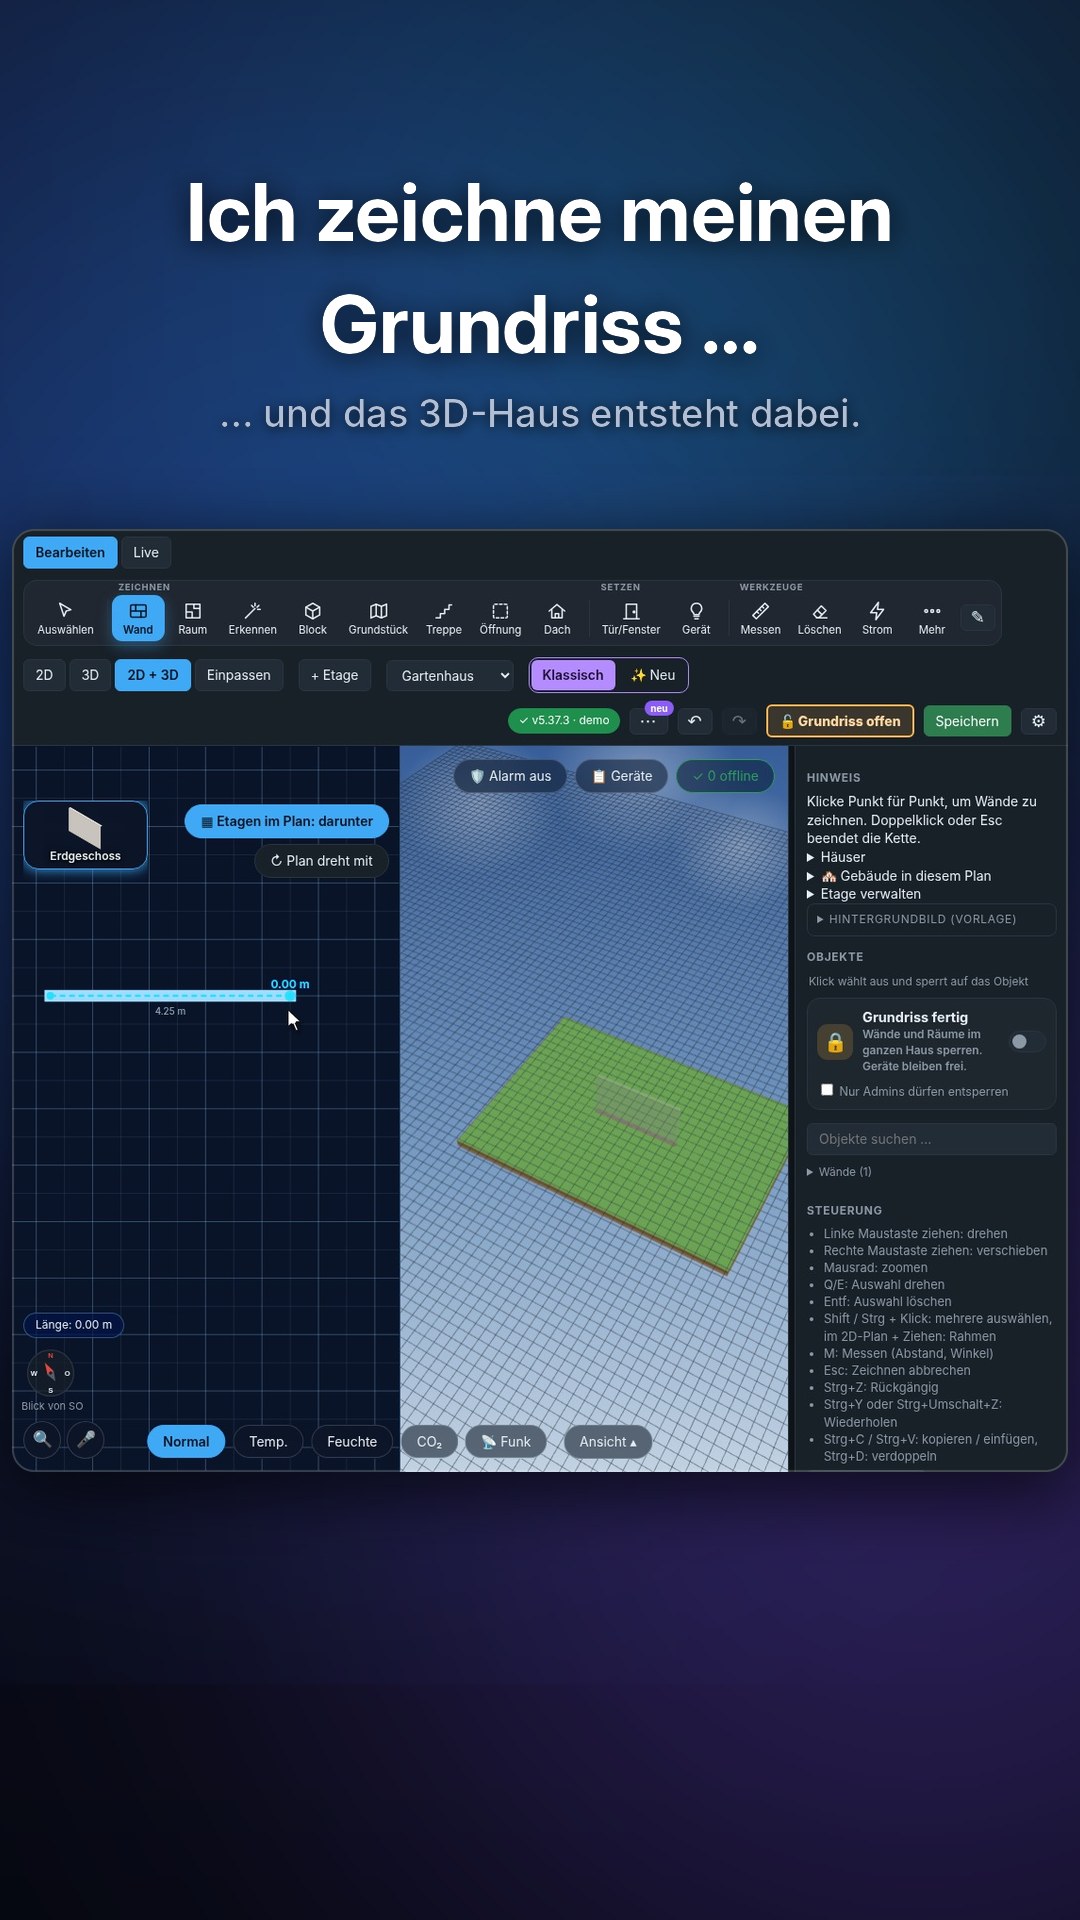 Ich zeichne meinen
Grundriss ...
... und das 3D-Haus entsteht dabei.
Bearbeiten Live
ZEICHNEN SETZEN WERKZEUGE
Auswählen Wand Raum Erkennen Block Grundstück Treppe Öffnung Dach Tür/Fenster Gerät Messen Löschen Strom Mehr
2D 3D 2D + 3D Einpassen + Etage Gartenhaus Klassisch ✨ Neu
neu
✓ v5.37.3 · demo ... Grundriss offen Speichern
Alarm aus Geräte ✓ 0 offline
Erdgeschoss
Etagen im Plan: darunter
Plan dreht mit
0.00 m
4.25 m
Länge: 0.00 m
N
W O
S
Blick von SO
Normal Temp. Feuchte CO₂ Funk Ansicht ▴
HINWEIS
Klicke Punkt für Punkt, um Wände zu
zeichnen. Doppelklick oder Esc
beendet die Kette.
▶ Häuser
▶ Gebäude in diesem Plan
▶ Etage verwalten
▶ HINTERGRUNDBILD (VORLAGE)
OBJEKTE
Klick wählt aus und sperrt auf das Objekt
Grundriss fertig
Wände und Räume im
ganzen Haus sperren.
Geräte bleiben frei.
Nur Admins dürfen entsperren
Objekte suchen ...
▶ Wände (1)
STEUERUNG
• Linke Maustaste ziehen: drehen
• Rechte Maustaste ziehen: verschieben
• Mausrad: zoomen
• Q/E: Auswahl drehen
• Entf: Auswahl löschen
• Shift / Strg + Klick: mehrere auswählen,
im 2D-Plan + Ziehen: Rahmen
• M: Messen (Abstand, Winkel)
• Esc: Zeichnen abbrechen
• Strg+Z: Rückgängig
• Strg+Y oder Strg+Umschalt+Z:
Wiederholen
• Strg+C / Strg+V: kopieren / einfügen,
Strg+D: verdoppeln